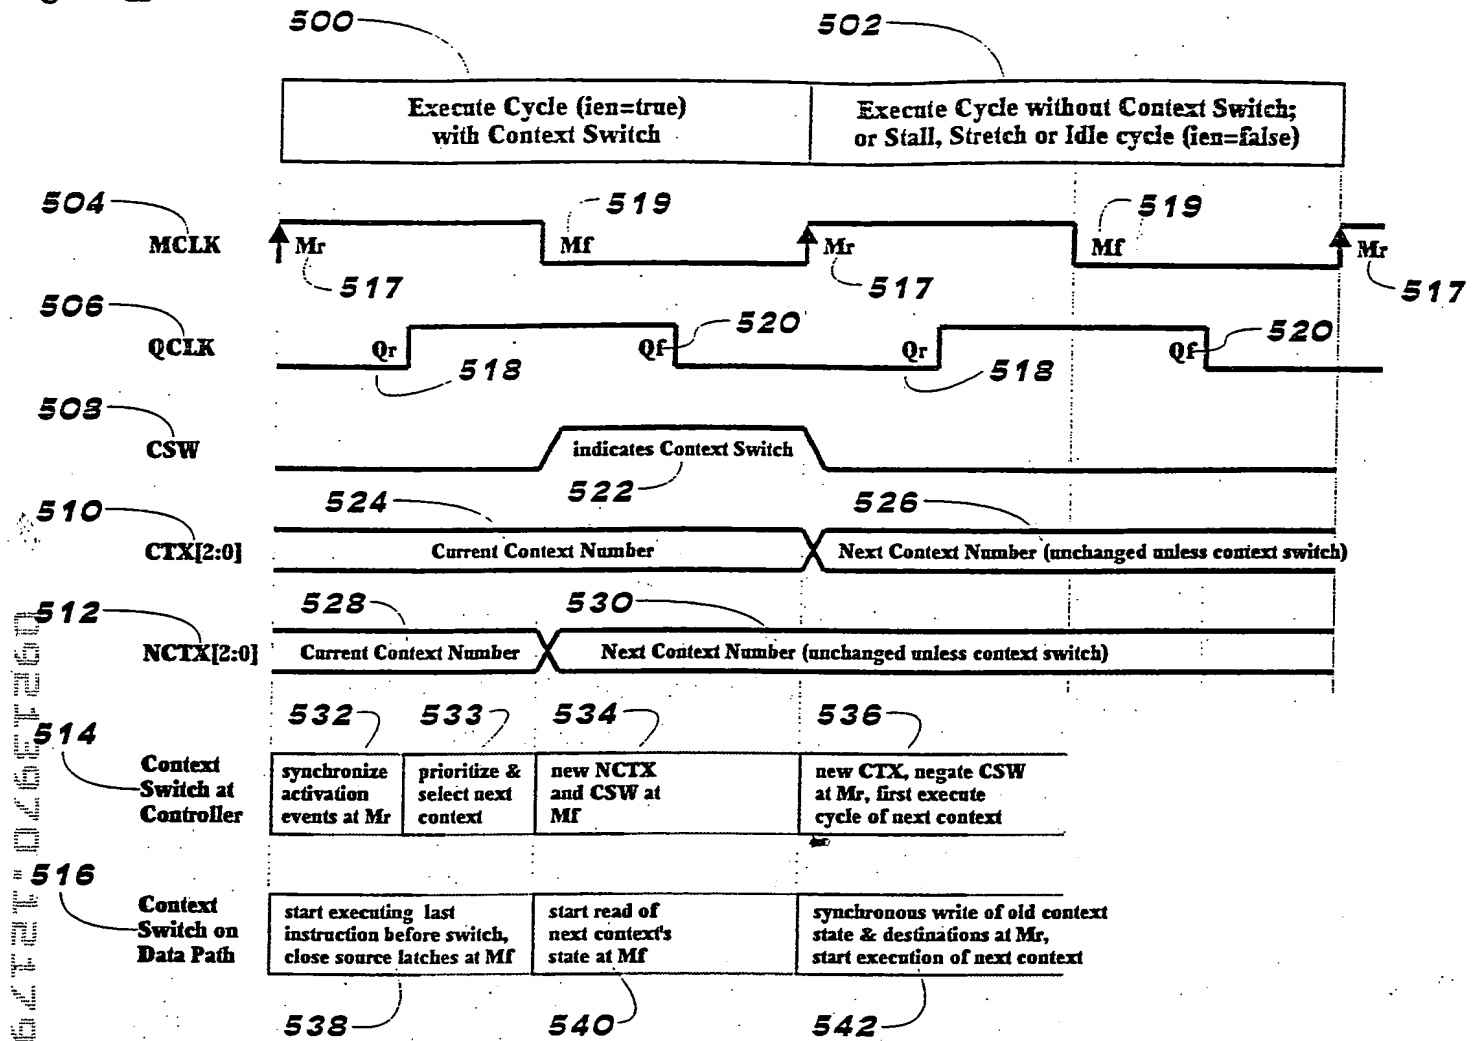 500
502
Execute Cycle (ien=true)
with Context Switch
Execute Cycle without Context Switch;
or Stall, Stretch or Idle cycle (ien=false)
504
MCLK
Mr
517
Mf
519
Mr
517
Mf
519
Mr
517
506
QCLK
Qr
518
Qf
520
Qr
518
Qf
520
508
CSW
indicates Context Switch
522
510
CTX[2:0]
524
Current Context Number
526
Next Context Number (unchanged unless context switch)
512
NCTX[2:0]
528
Current Context Number
530
Next Context Number (unchanged unless context switch)
514
Context
Switch at
Controller
532
synchronize
activation
events at Mr
533
prioritize &
select next
context
534
new NCTX
and CSW at
Mf
536
new CTX, negate CSW
at Mr, first execute
cycle of next context
516
Context
Switch on
Data Path
start executing last
instruction before switch,
close source latches at Mf
538
start read of
next context's
state at Mf
540
synchronous write of old context
state & destinations at Mr,
start execution of next context
542